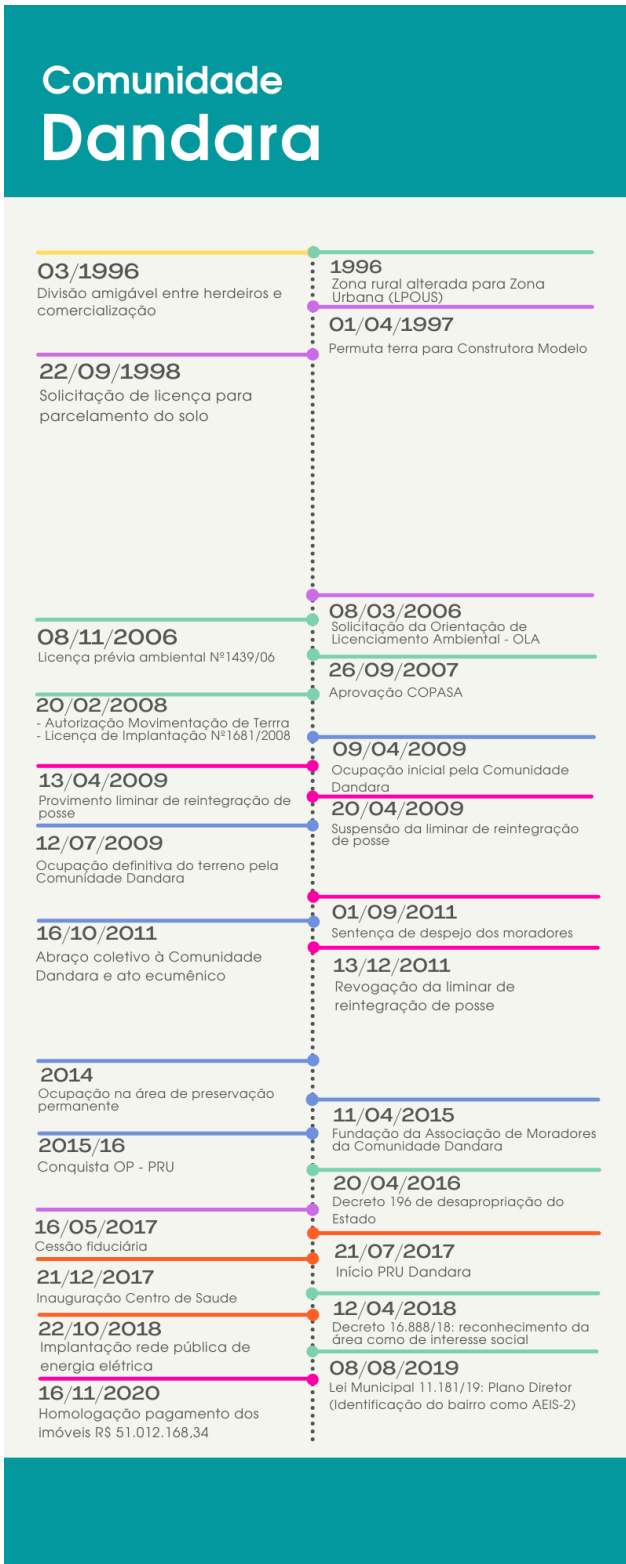 Comunidade
Dandara
03/1996
Divisão amigável entre herdeiros e
comercialização
1996
Zona rural alterada para Zona
Urbana (LPOUS)
01/04/1997
Permuta terra para Construtora Modelo
22/09/1998
Solicitação de licença para
parcelamento do solo
08/03/2006
Solicitação da Orientação de
Licenciamento Ambiental - OLA
08/11/2006
Licença prévia ambiental Nº1439/06
26/09/2007
Aprovação COPASA
20/02/2008
- Autorização Movimentação de Terrra
- Licença de Implantação Nº1681/2008
09/04/2009
Ocupação inicial pela Comunidade
Dandara
13/04/2009
Provimento liminar de reintegração de
posse
20/04/2009
Suspensão da liminar de reintegração
de posse
12/07/2009
Ocupação definitiva do terreno pela
Comunidade Dandara
01/09/2011
Sentença de despejo dos moradores
16/10/2011
Abraço coletivo à Comunidade
Dandara e ato ecumênico
13/12/2011
Revogação da liminar de
reintegração de posse
2014
Ocupação na área de preservação
permanente
11/04/2015
Fundação da Associação de Moradores
da Comunidade Dandara
2015/16
Conquista OP - PRU
20/04/2016
Decreto 196 de desapropriação do
Estado
16/05/2017
Cessão fiduciária
21/07/2017
Início PRU Dandara
21/12/2017
Inauguração Centro de Saude
12/04/2018
Decreto 16.888/18: reconhecimento da
área como de interesse social
22/10/2018
Implantação rede pública de
energia elétrica
08/08/2019
Lei Municipal 11.181/19: Plano Diretor
(Identificação do bairro como AEIS-2)
16/11/2020
Homologação pagamento dos
imóveis R$ 51.012.168,34